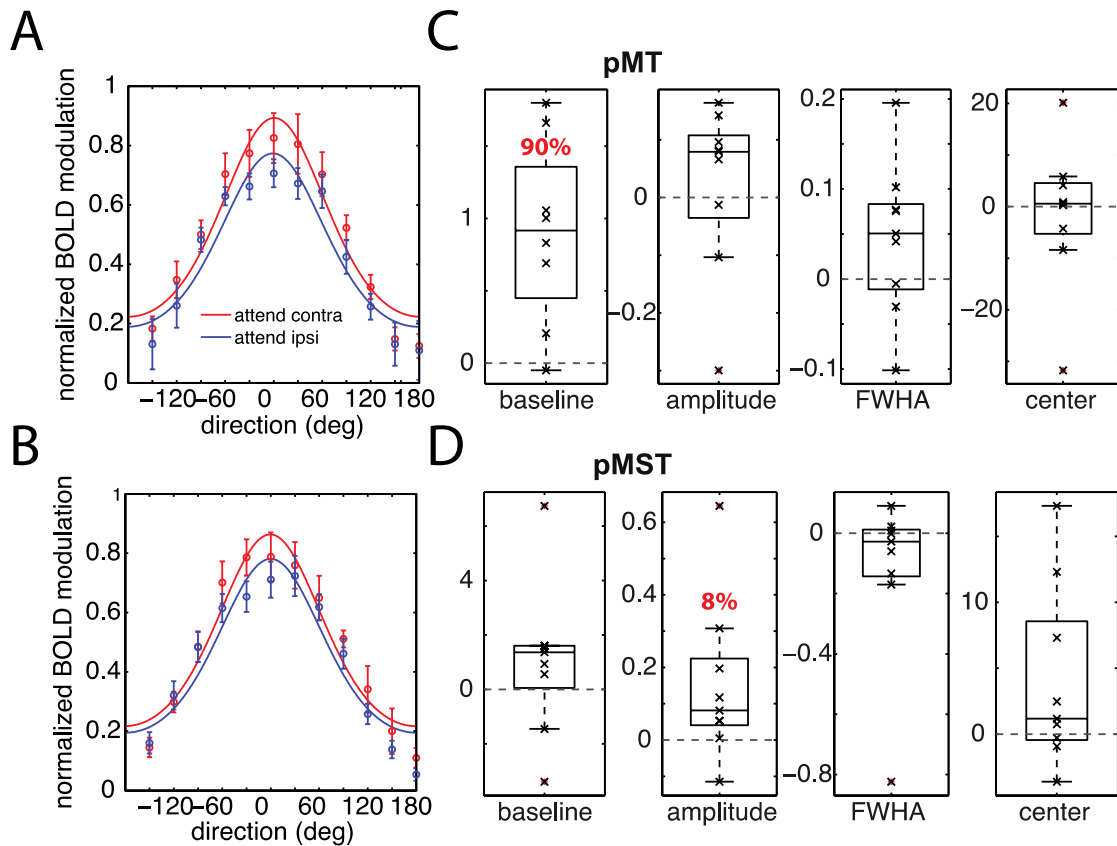 A
normalized BOLD modulation
1
0.8
0.6
0.4
0.2
0
attend contra
attend ipsi
−120 −60 0 60 120 180
direction (deg)
B
normalized BOLD modulation
1
0.8
0.6
0.4
0.2
0
−120 −60 0 60 120 180
direction (deg)
C
pMT
1
0
90%
baseline
0
−0.2
amplitude
0.2
0.1
0
−0.1
FWHA
20
0
−20
center
D
pMST
4
0
baseline
0.6
0.4
0.2
0
8%
amplitude
0
−0.4
−0.8
FWHA
10
0
center